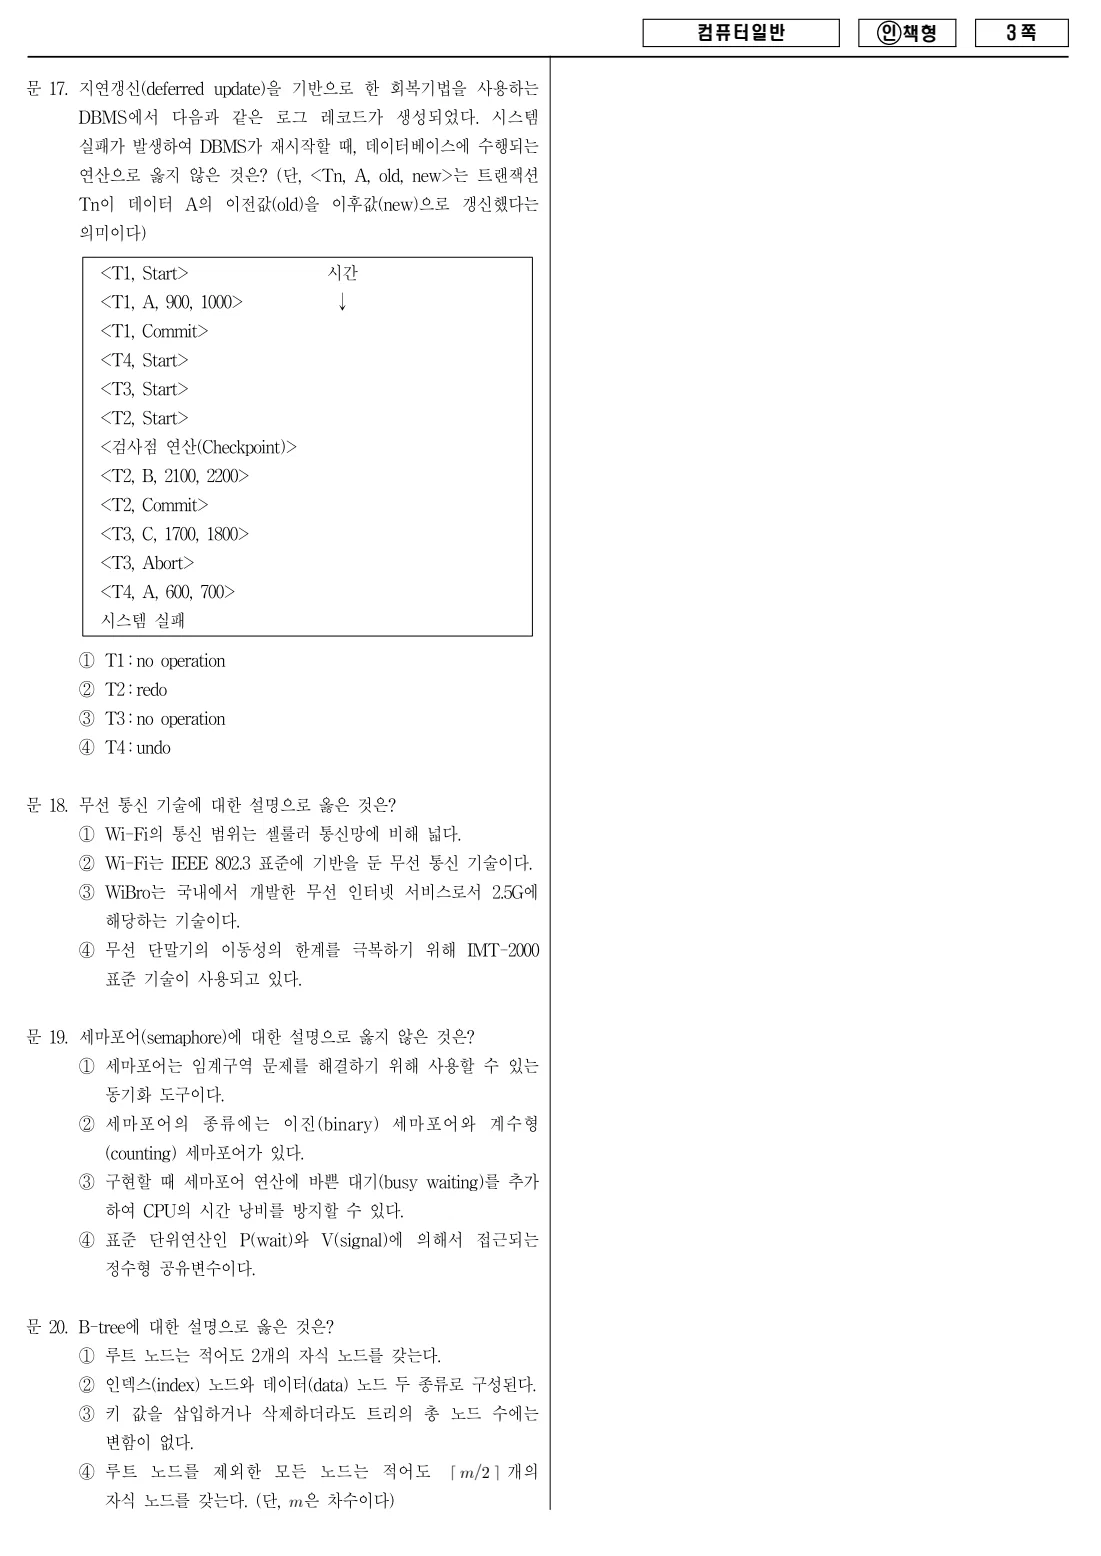 컴퓨터일반 인책형 3쪽
문 17. 지연갱신(deferred update)을 기반으로 한 회복기법을 사용하는
DBMS에서 다음과 같은 로그 레코드가 생성되었다. 시스템
실패가 발생하여 DBMS가 재시작할 때, 데이터베이스에 수행되는
연산으로 옳지 않은 것은? (단, <Tn, A, old, new>는 트랜잭션
Tn이 데이터 A의 이전값(old)을 이후값(new)으로 갱신했다는
의미이다)
<T1, Start> 시간
<T1, A, 900, 1000> ↓
<T1, Commit>
<T4, Start>
<T3, Start>
<T2, Start>
<검사점 연산(Checkpoint)>
<T2, B, 2100, 2200>
<T2, Commit>
<T3, C, 1700, 1800>
<T3, Abort>
<T4, A, 600, 700>
시스템 실패
① T1 : no operation
② T2 : redo
③ T3 : no operation
④ T4 : undo
문 18. 무선 통신 기술에 대한 설명으로 옳은 것은?
① Wi-Fi의 통신 범위는 셀룰러 통신망에 비해 넓다.
② Wi-Fi는 IEEE 802.3 표준에 기반을 둔 무선 통신 기술이다.
③ WiBro는 국내에서 개발한 무선 인터넷 서비스로서 2.5G에
해당하는 기술이다.
④ 무선 단말기의 이동성의 한계를 극복하기 위해 IMT-2000
표준 기술이 사용되고 있다.
문 19. 세마포어(semaphore)에 대한 설명으로 옳지 않은 것은?
① 세마포어는 임계구역 문제를 해결하기 위해 사용할 수 있는
동기화 도구이다.
② 세마포어의 종류에는 이진(binary) 세마포어와 계수형
(counting) 세마포어가 있다.
③ 구현할 때 세마포어 연산에 바쁜 대기(busy waiting)를 추가
하여 CPU의 시간 낭비를 방지할 수 있다.
④ 표준 단위연산인 P(wait)와 V(signal)에 의해서 접근되는
정수형 공유변수이다.
문 20. B-tree에 대한 설명으로 옳은 것은?
① 루트 노드는 적어도 2개의 자식 노드를 갖는다.
② 인덱스(index) 노드와 데이터(data) 노드 두 종류로 구성된다.
③ 키 값을 삽입하거나 삭제하더라도 트리의 총 노드 수에는
변함이 없다.
④ 루트 노드를 제외한 모든 노드는 적어도 ⌈m/2⌉개의
자식 노드를 갖는다. (단, m은 차수이다)